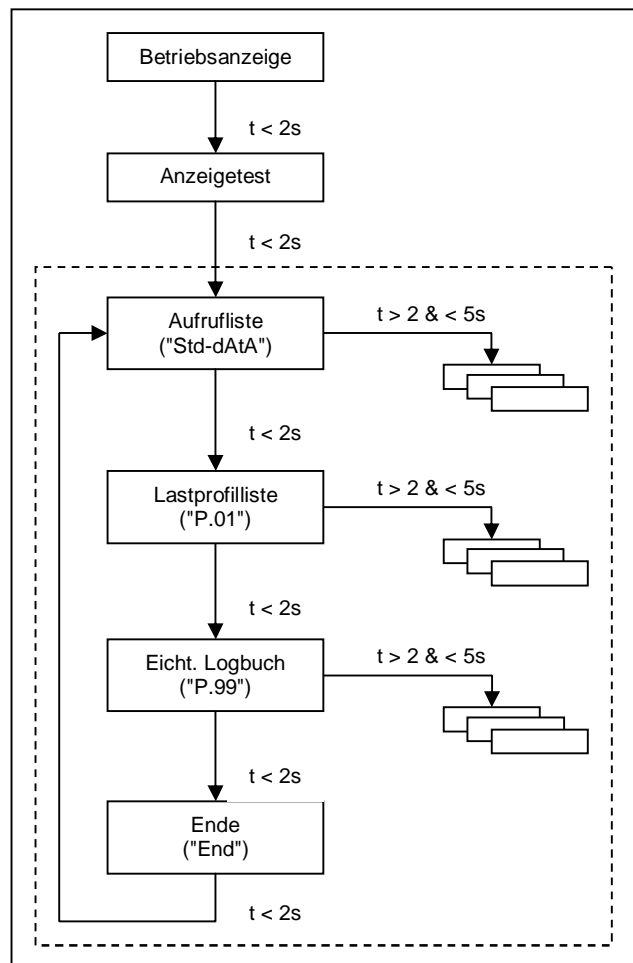 Betriebsanzeige
t < 2s
Anzeigetest
t < 2s
Aufrufliste
("Std-dAtA")
t > 2 & < 5s
t < 2s
Lastprofilliste
("P.01")
t > 2 & < 5s
t < 2s
Eicht. Logbuch
("P.99")
t > 2 & < 5s
t < 2s
Ende
("End")
t < 2s